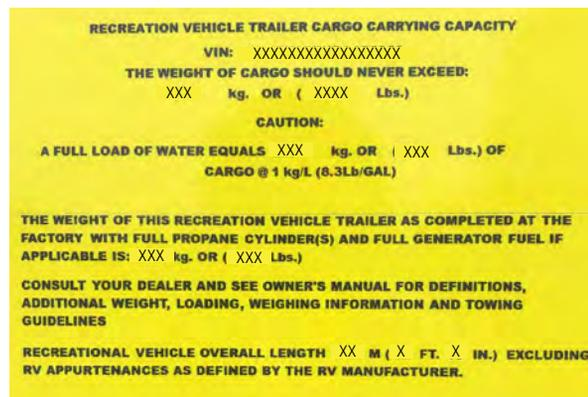 RECREATION VEHICLE TRAILER CARGO CARRYING CAPACITY
VIN: XXXXXXXXXXXXXXXXX
THE WEIGHT OF CARGO SHOULD NEVER EXCEED:
XXX kg. OR ( XXXX Lbs.)
CAUTION:
A FULL LOAD OF WATER EQUALS XXX kg. OR ( XXX Lbs.) OF
CARGO @ 1 kg/L (8.3Lb/GAL)
THE WEIGHT OF THIS RECREATION VEHICLE TRAILER AS COMPLETED AT THE
FACTORY WITH FULL PROPANE CYLINDER(S) AND FULL GENERATOR FUEL IF
APPLICABLE IS: XXX kg. OR ( XXX Lbs.)
CONSULT YOUR DEALER AND SEE OWNER'S MANUAL FOR DEFINITIONS,
ADDITIONAL WEIGHT, LOADING, WEIGHING INFORMATION AND TOWING
GUIDELINES
RECREATIONAL VEHICLE OVERALL LENGTH XX M ( X FT. X IN.) EXCLUDING
RV APPURTENANCES AS DEFINED BY THE RV MANUFACTURER.